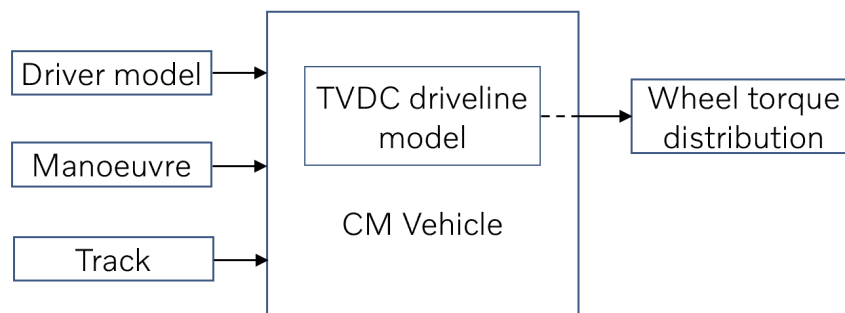 Driver model
Manoeuvre
Track
TVDC driveline
model
CM Vehicle
Wheel torque
distribution